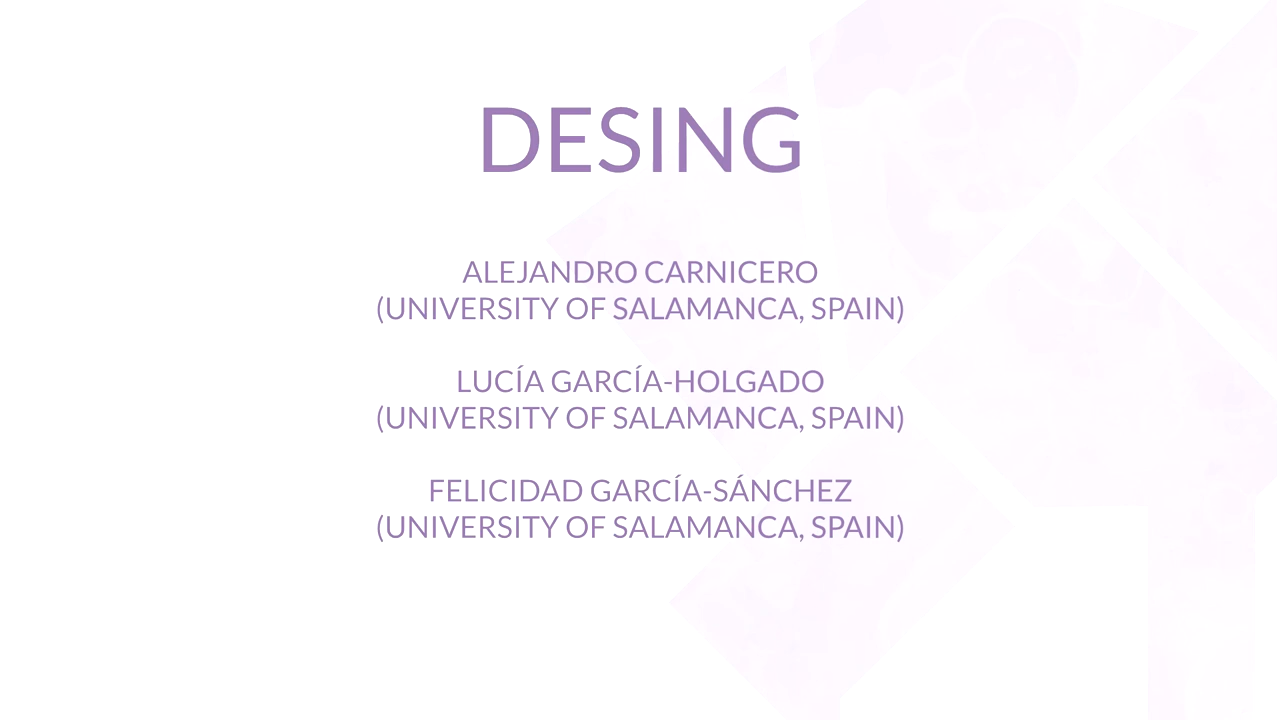 DESING
ALEJANDRO CARNICERO
(UNIVERSITY OF SALAMANCA, SPAIN)
LUCÍA GARCÍA-HOLGADO
(UNIVERSITY OF SALAMANCA, SPAIN)
FELICIDAD GARCÍA-SÁNCHEZ
(UNIVERSITY OF SALAMANCA, SPAIN)